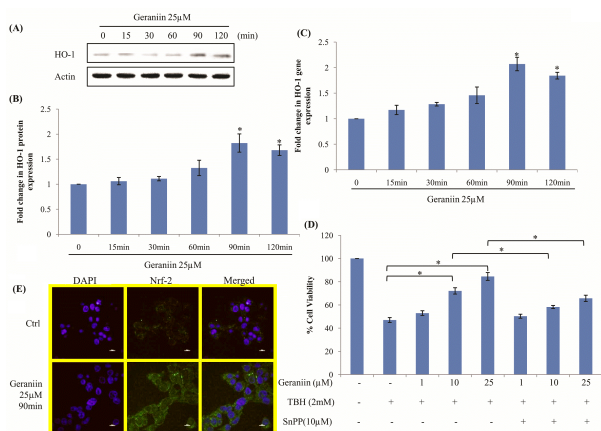 Geraniin 25µM
(A)
0 15 30 60 90 120 (min)
HO-1
Actin
(B)
Fold change in HO-1 protein expression
2.5
2
1.5
1
0.5
0
0 15min 30min 60min 90min 120min
* *
Geraniin 25µM
(C)
Fold change in HO-1 gene expression
2.5
2
1.5
1
0.5
0
0 15min 30min 60min 90min 120min
* *
Geraniin 25µM
(D)
% Cell Viability
120
100
80
60
40
20
0
* * * *
Geraniin (µM) - - 1 10 25 1 10 25
TBH (2mM) - + + + + + + +
SnPP(10µM) - - - - - + + +
(E)
DAPI Nrf-2 Merged
Ctrl
Geraniin
25µM
90min